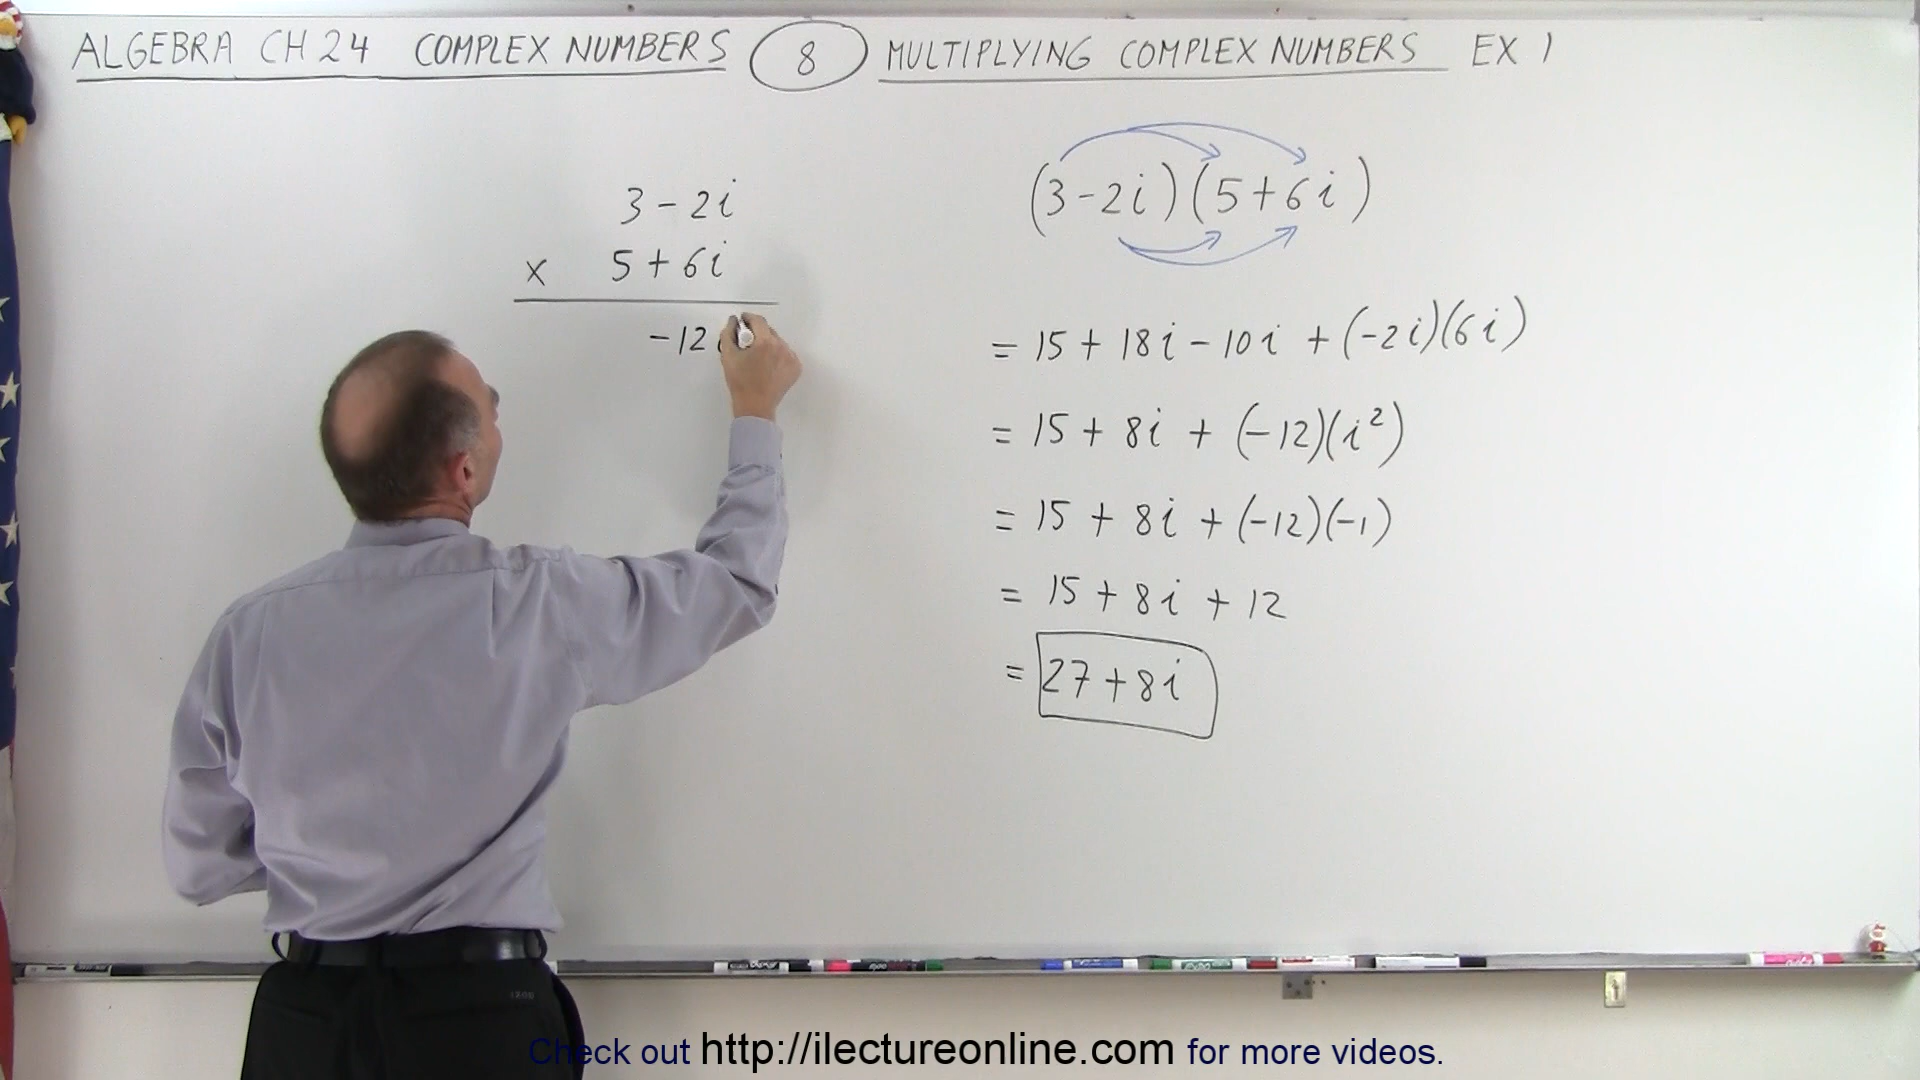 ALGEBRA CH 24 COMPLEX NUMBERS 8 MULTIPLYING COMPLEX NUMBERS EX 1
3 - 2i
x 5 + 6i
-12i
(3-2i)(5+6i)
= 15 + 18i - 10i + (-2i)(6i)
= 15 + 8i + (-12)(i²)
= 15 + 8i + (-12)(-1)
= 15 + 8i + 12
= 27 + 8i
Check out http://ilectureonline.com for more videos.